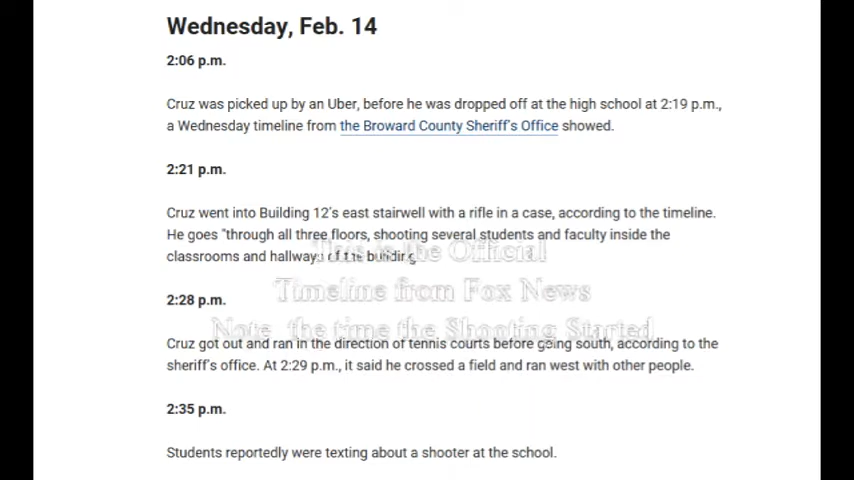 Wednesday, Feb. 14
2:06 p.m.
Cruz was picked up by an Uber, before he was dropped off at the high school at 2:19 p.m.,
a Wednesday timeline from the Broward County Sheriff's Office showed.
2:21 p.m.
Cruz went into Building 12's east stairwell with a rifle in a case, according to the timeline.
He goes "through all three floors, shooting several students and faculty inside the
classrooms and hallways of the building.
This is the Official
Timeline from Fox News
Note the time the Shooting Started
2:28 p.m.
Cruz got out and ran in the direction of tennis courts before going south, according to the
sheriff's office. At 2:29 p.m., it said he crossed a field and ran west with other people.
2:35 p.m.
Students reportedly were texting about a shooter at the school.